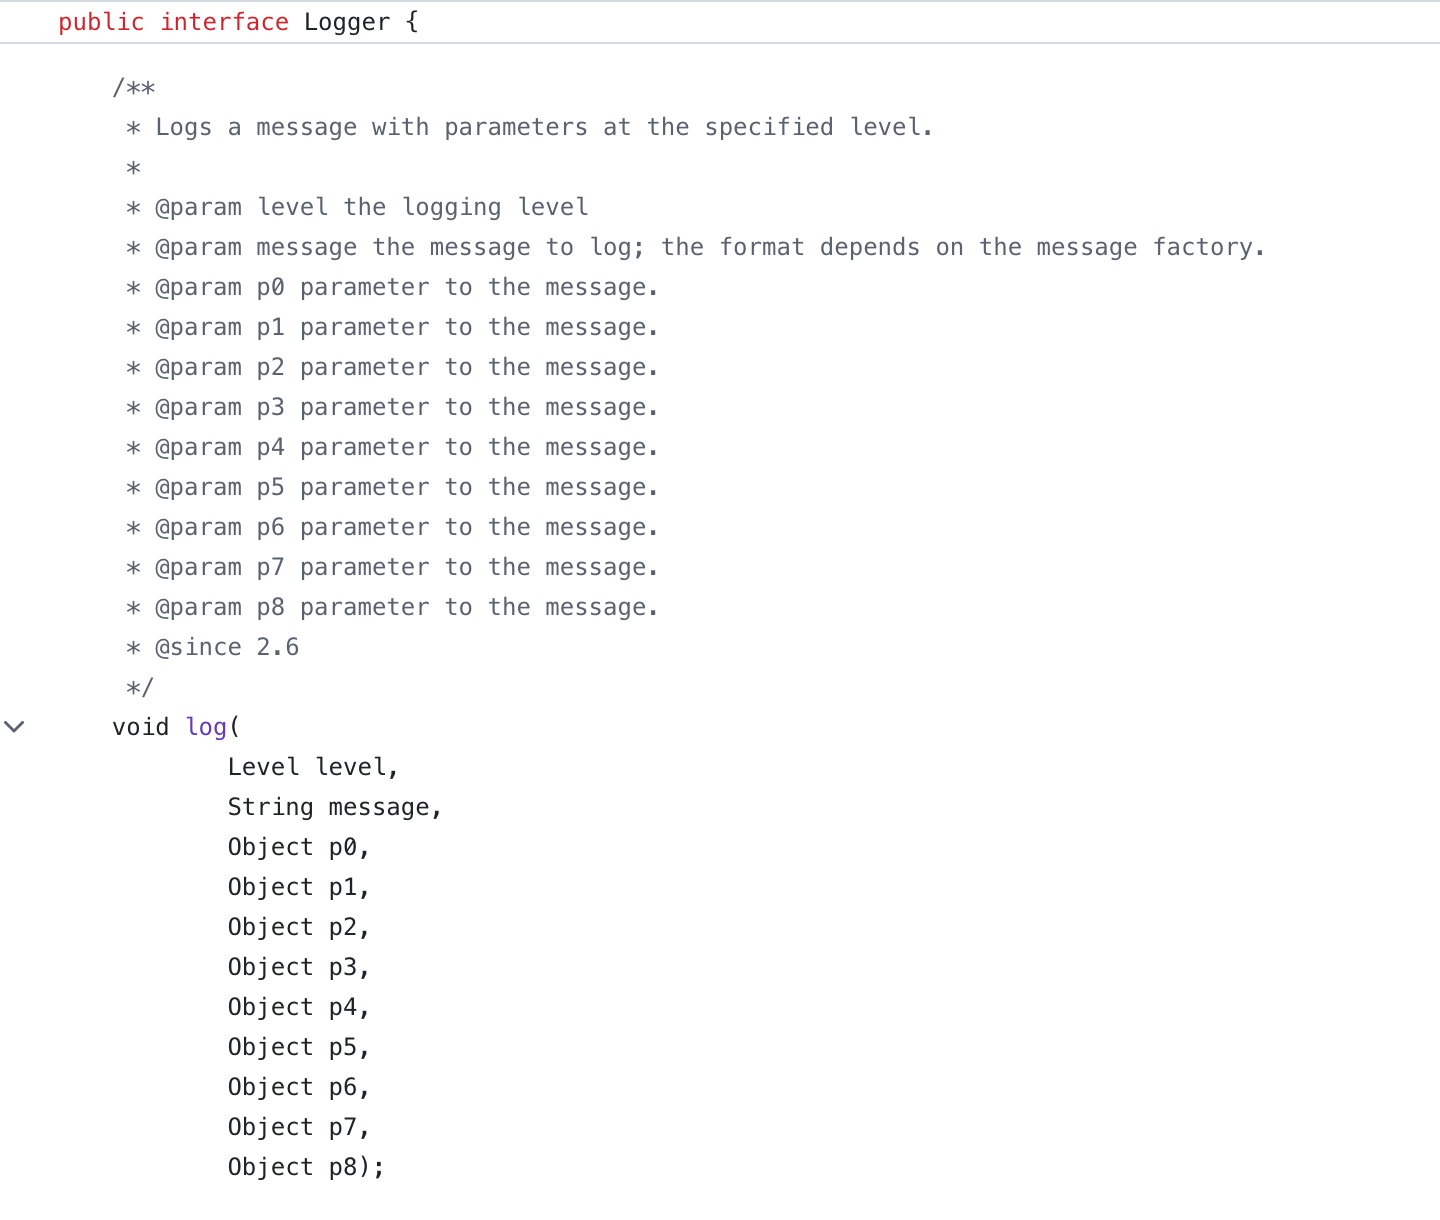 public interface Logger {
/**
* Logs a message with parameters at the specified level.
*
* @param level the logging level
* @param message the message to log; the format depends on the message factory.
* @param p0 parameter to the message.
* @param p1 parameter to the message.
* @param p2 parameter to the message.
* @param p3 parameter to the message.
* @param p4 parameter to the message.
* @param p5 parameter to the message.
* @param p6 parameter to the message.
* @param p7 parameter to the message.
* @param p8 parameter to the message.
* @since 2.6
*/
void log(
Level level,
String message,
Object p0,
Object p1,
Object p2,
Object p3,
Object p4,
Object p5,
Object p6,
Object p7,
Object p8);